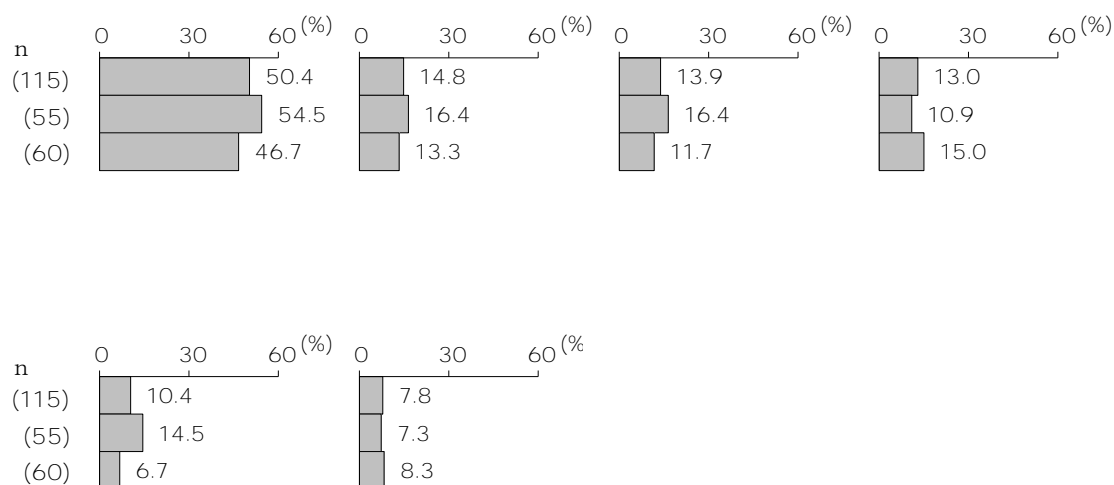 0 30 60 (%) 0 30 60 (%) 0 30 60 (%) 0 30 60 (%)
n
(115) 50.4 14.8 13.9 13.0
(55) 54.5 16.4 16.4 10.9
(60) 46.7 13.3 11.7 15.0
0 30 60 (%) 0 30 60 (%
n
(115) 10.4 7.8
(55) 14.5 7.3
(60) 6.7 8.3